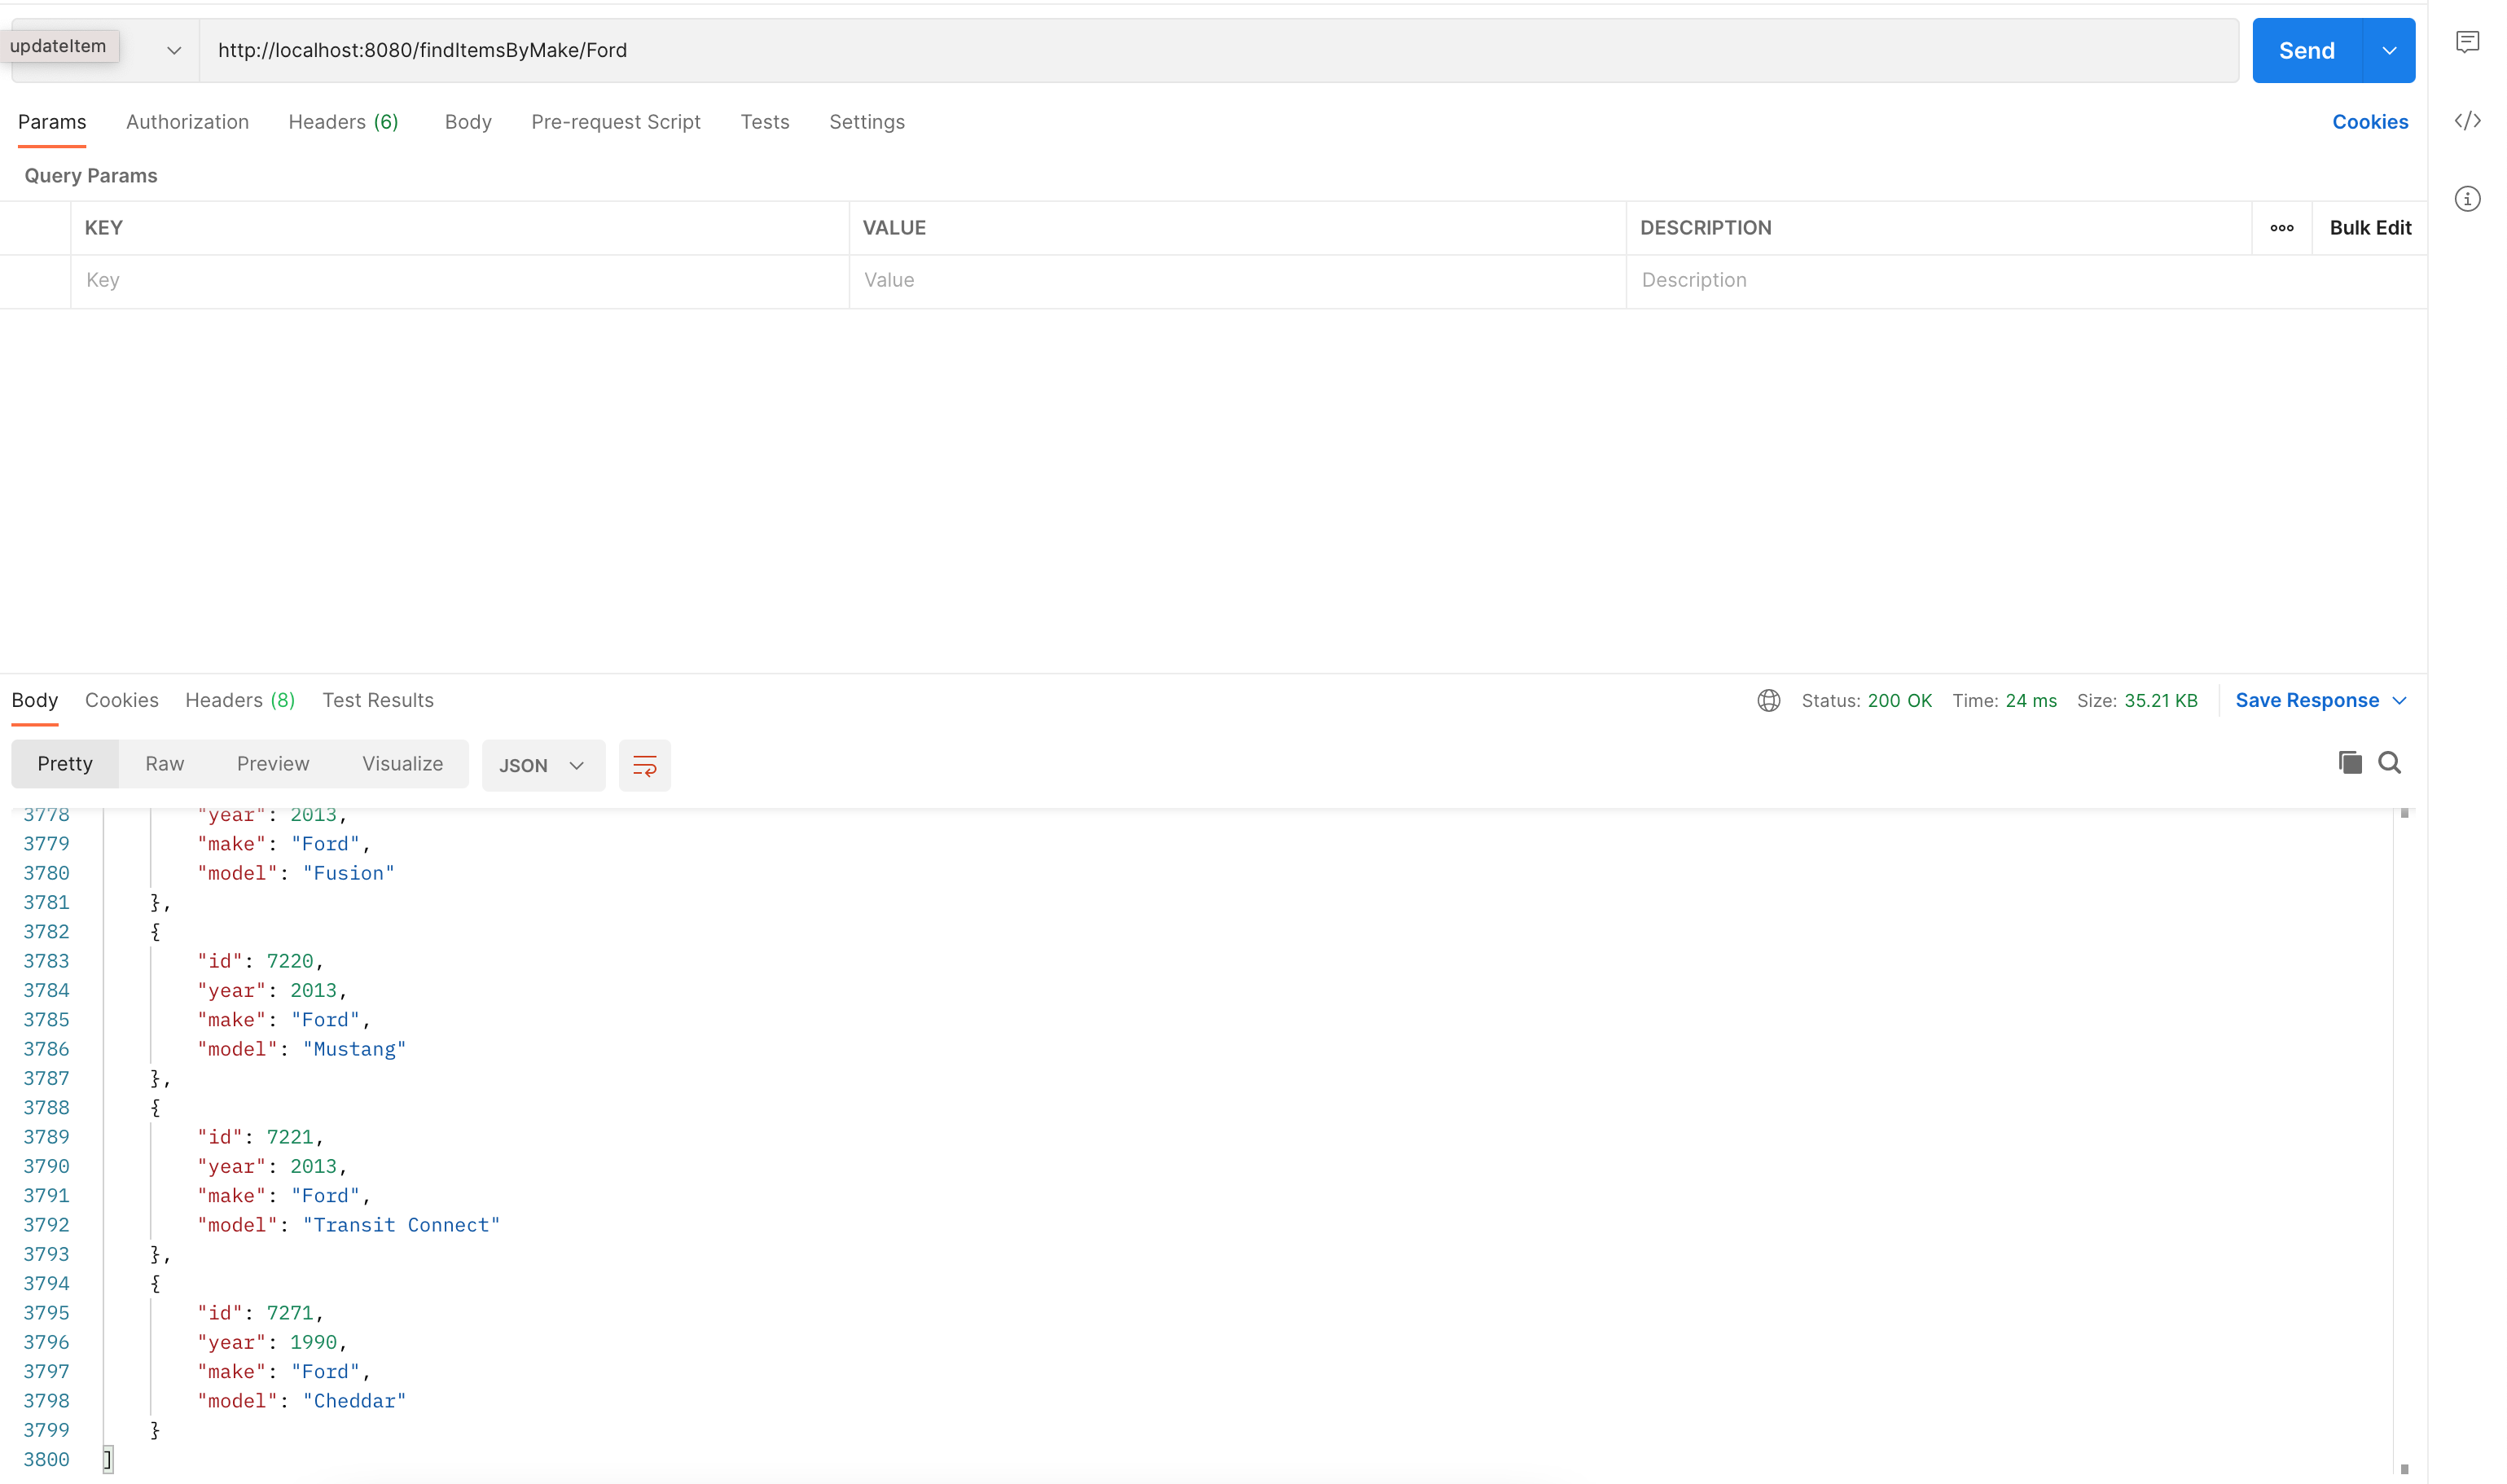 updateItem
http://localhost:8080/findItemsByMake/Ford
Send
Params Authorization Headers (6) Body Pre-request Script Tests Settings Cookies
Query Params
KEY VALUE DESCRIPTION ooo Bulk Edit
Key Value Description
Body Cookies Headers (8) Test Results Status: 200 OK Time: 24 ms Size: 35.21 KB Save Response
Pretty Raw Preview Visualize JSON
3778 "year": 2013,
3779 "make": "Ford",
3780 "model": "Fusion"
3781 },
3782 {
3783 "id": 7220,
3784 "year": 2013,
3785 "make": "Ford",
3786 "model": "Mustang"
3787 },
3788 {
3789 "id": 7221,
3790 "year": 2013,
3791 "make": "Ford",
3792 "model": "Transit Connect"
3793 },
3794 {
3795 "id": 7271,
3796 "year": 1990,
3797 "make": "Ford",
3798 "model": "Cheddar"
3799 }
3800 ]